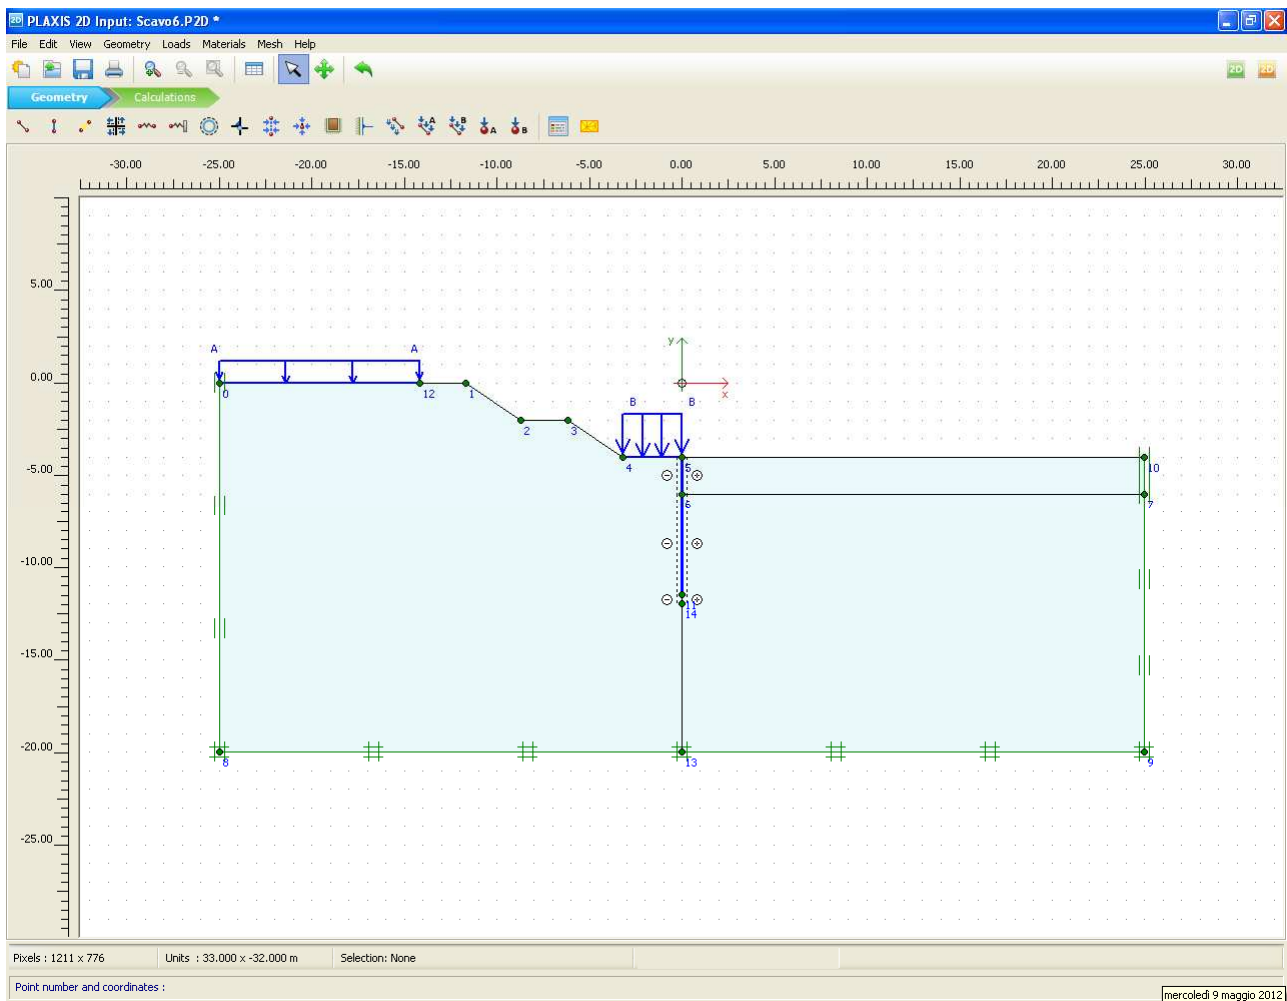 PLAXIS 2D Input: Scavo6.P2D *
File Edit View Geometry Loads Materials Mesh Help
2D 2D
Geometry Calculations
A B A B
-30.00 -25.00 -20.00 -15.00 -10.00 -5.00 0.00 5.00 10.00 15.00 20.00 25.00 30.00
5.00
y
A A
0.00
0 12 1 x
B B
2 3
4 5 10
-5.00
6 7
-10.00
11
14
-15.00
-20.00
8 13 9
-25.00
Pixels : 1211 x 776 Units : 33.000 x -32.000 m Selection: None
Point number and coordinates :
mercoledì 9 maggio 2012